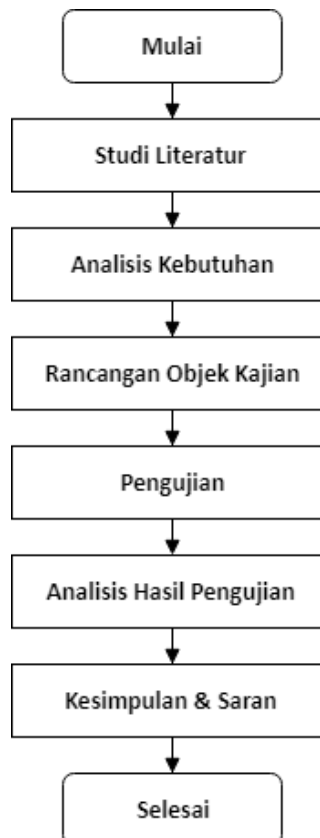 Mulai
Studi Literatur
Analisis Kebutuhan
Rancangan Objek Kajian
Pengujian
Analisis Hasil Pengujian
Kesimpulan & Saran
Selesai